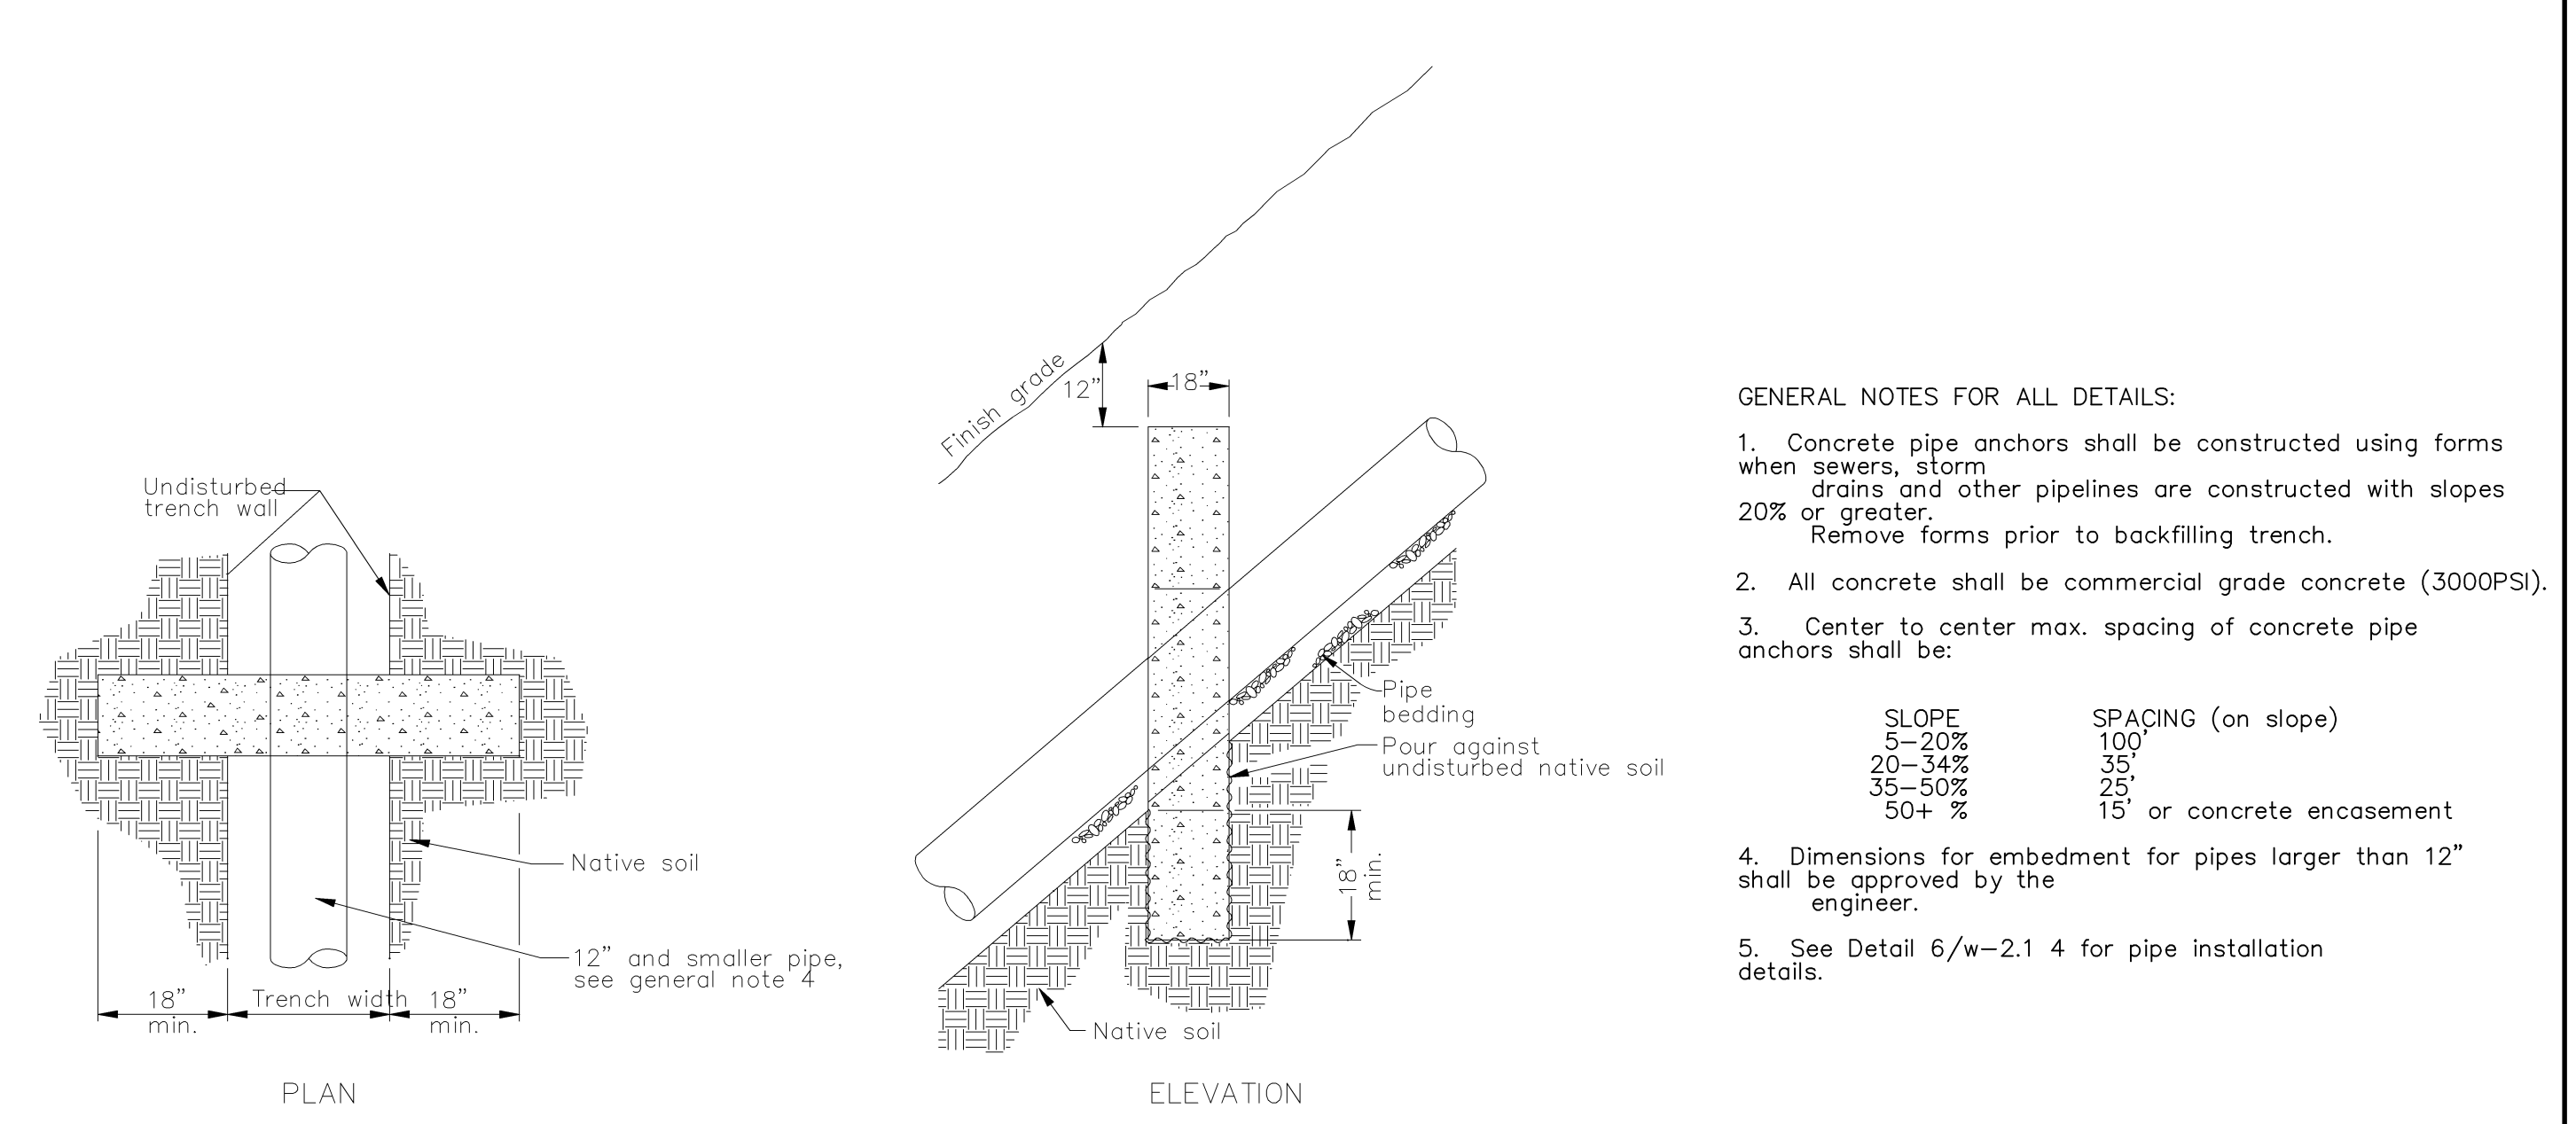 Undisturbed
trench wall
Native soil
12" and smaller pipe,
see general note 4
18"
min.
Trench width
18"
min.
PLAN
Finish grade
12"
18"
Pipe
bedding
Pour against
undisturbed native soil
18"
min.
Native soil
ELEVATION
GENERAL NOTES FOR ALL DETAILS:
1. Concrete pipe anchors shall be constructed using forms
when sewers, storm
drains and other pipelines are constructed with slopes
20% or greater.
Remove forms prior to backfilling trench.
2. All concrete shall be commercial grade concrete (3000PSI).
3. Center to center max. spacing of concrete pipe
anchors shall be:
SLOPE SPACING (on slope)
5-20% 100'
20-34% 35'
35-50% 25'
50+ % 15' or concrete encasement
4. Dimensions for embedment for pipes larger than 12"
shall be approved by the
engineer.
5. See Detail 6/w-2.1 4 for pipe installation
details.